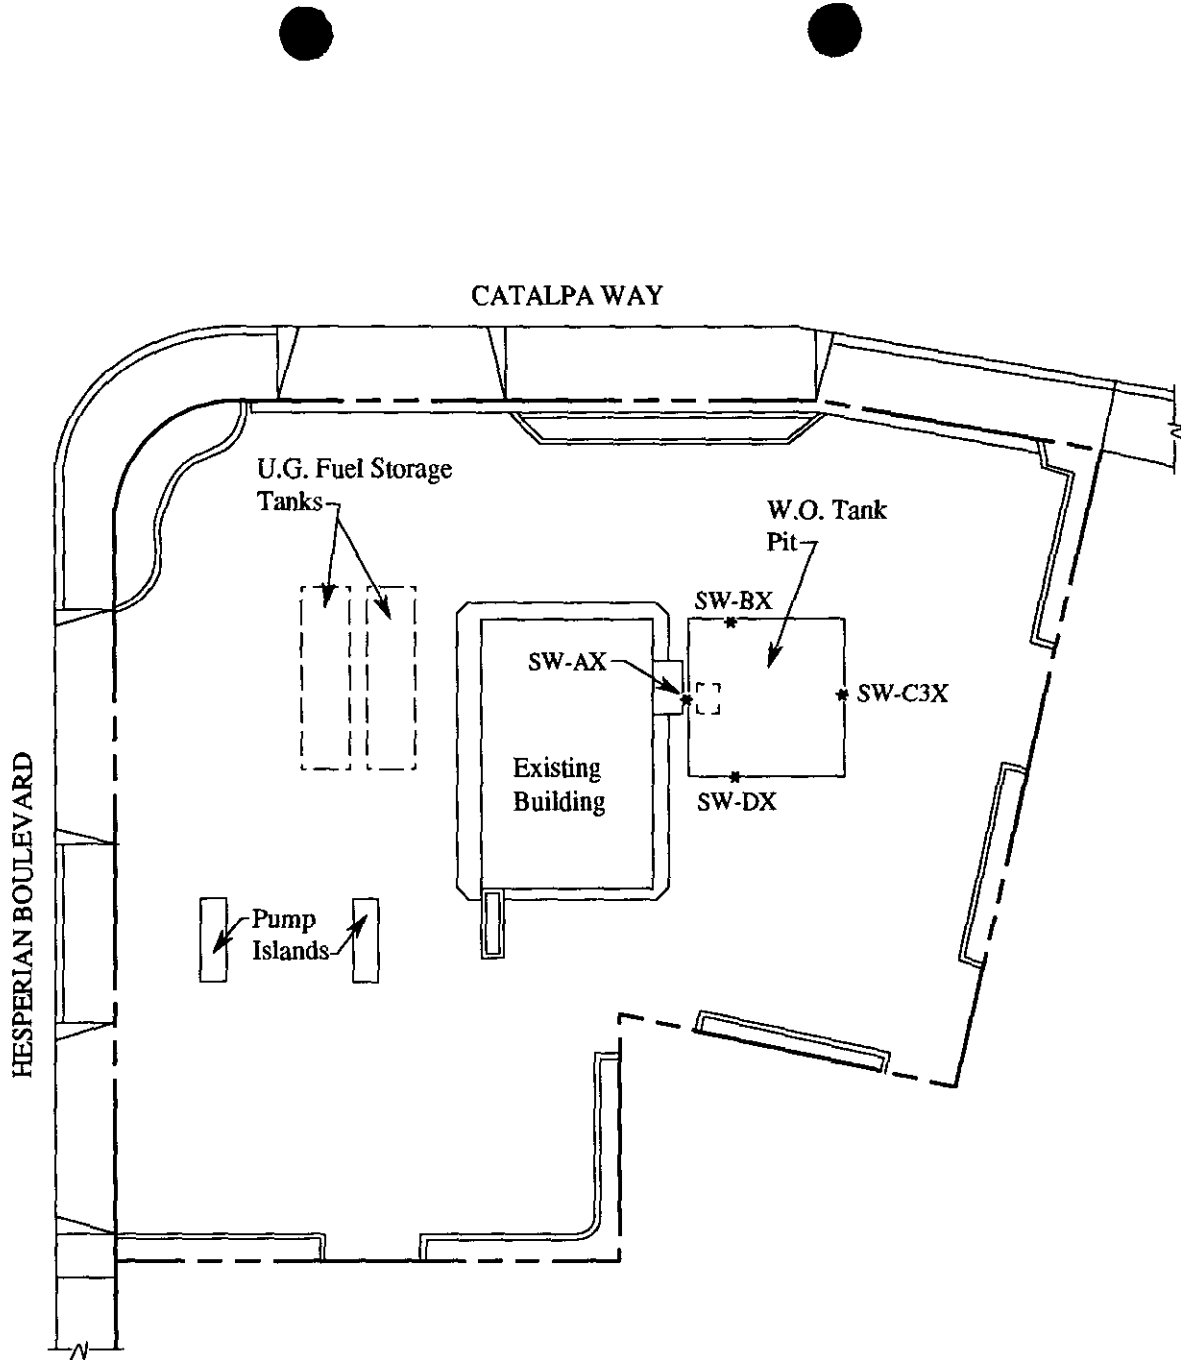 CATALPA WAY
U.G. Fuel Storage
Tanks
W.O. Tank
Pit
SW-BX
SW-AX
SW-C3X
Existing
Building
SW-DX
HESPERIAN BOULEVARD
Pump
Islands